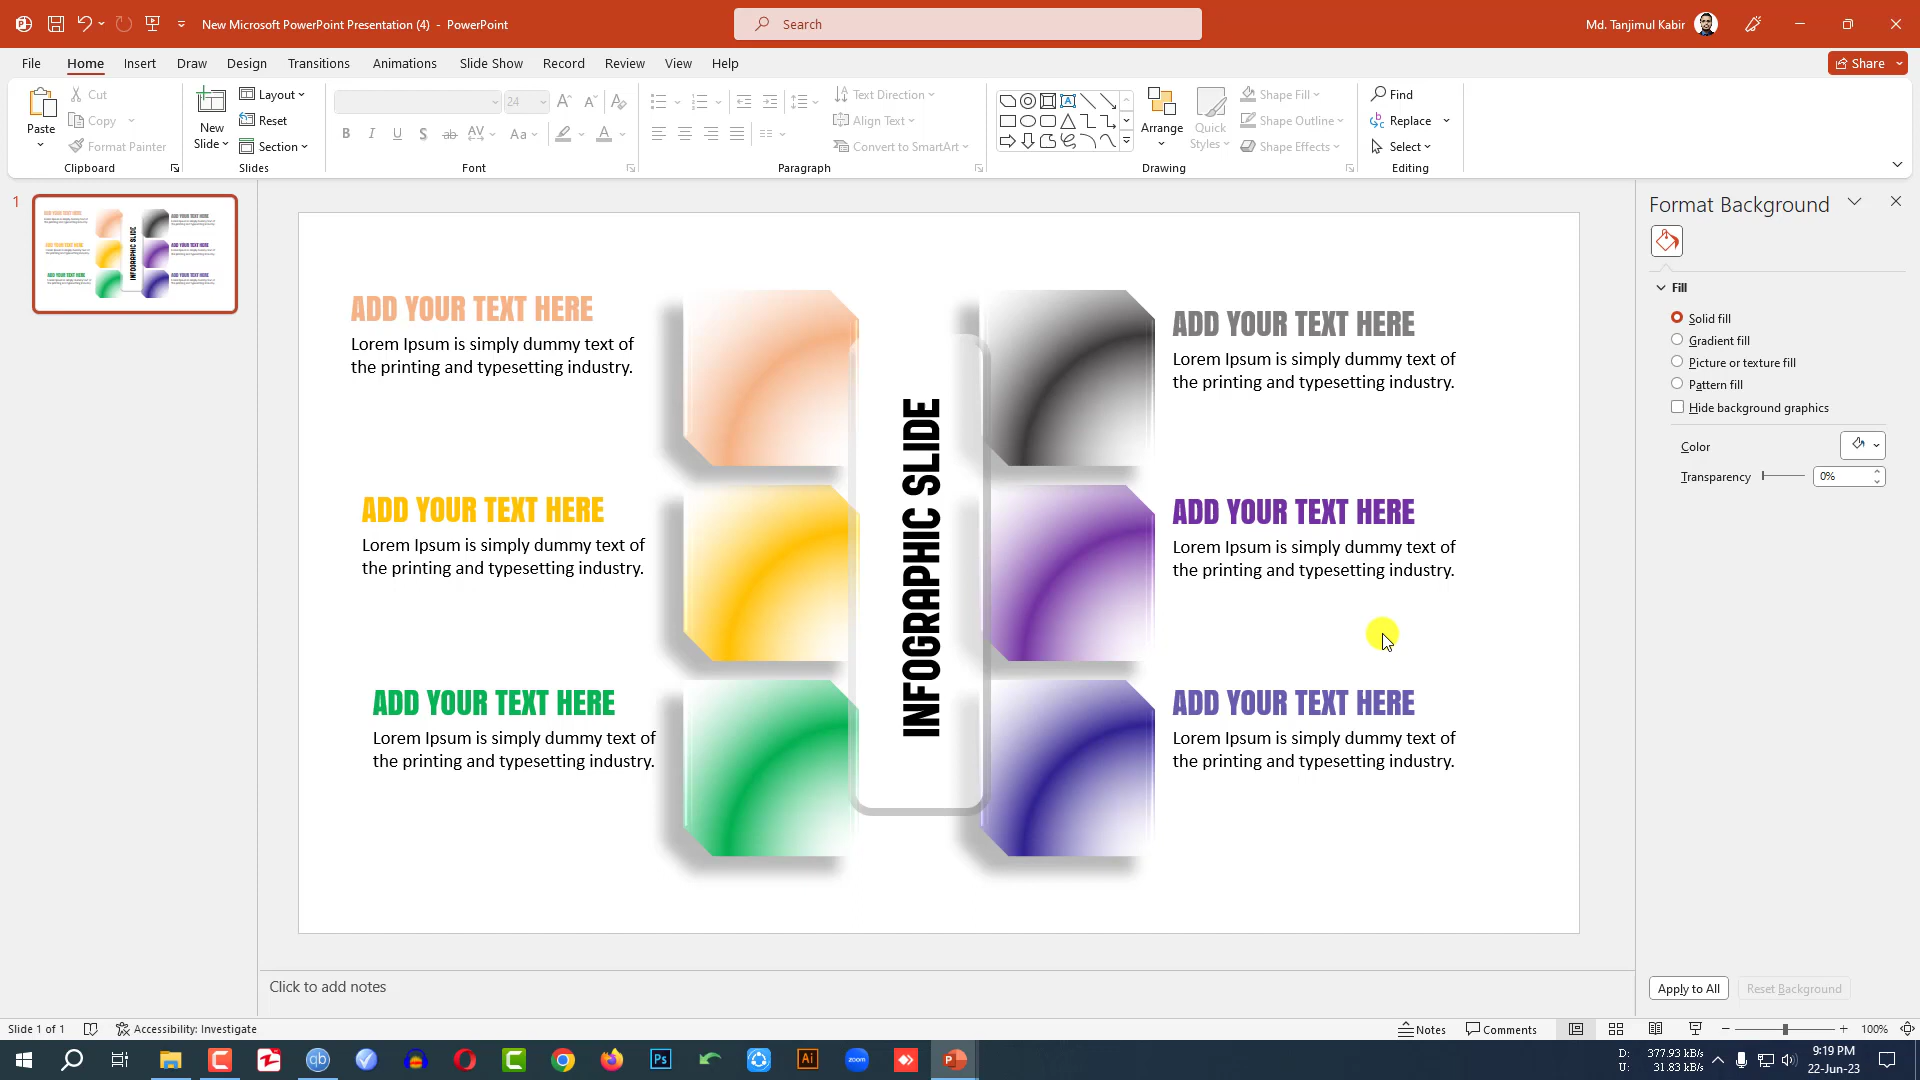 New Microsoft PowerPoint Presentation (4) - PowerPoint
Search
Md. Tanjimul Kabir
File Home Insert Draw Design Transitions Animations Slide Show Record Review View Help
Share
Paste
Cut
Copy
Format Painter
Clipboard
New Slide
Layout
Reset
Section
Slides
24
Font
Text Direction
Align Text
Convert to SmartArt
Paragraph
Arrange
Quick Styles
Shape Fill
Shape Outline
Shape Effects
Drawing
Find
Replace
Select
Editing
1
ADD YOUR TEXT HERE
Lorem Ipsum is simply dummy text of
the printing and typesetting industry.
ADD YOUR TEXT HERE
Lorem Ipsum is simply dummy text of
the printing and typesetting industry.
ADD YOUR TEXT HERE
Lorem Ipsum is simply dummy text of
the printing and typesetting industry.
INFOGRAPHIC SLIDE
ADD YOUR TEXT HERE
Lorem Ipsum is simply dummy text of
the printing and typesetting industry.
ADD YOUR TEXT HERE
Lorem Ipsum is simply dummy text of
the printing and typesetting industry.
ADD YOUR TEXT HERE
Lorem Ipsum is simply dummy text of
the printing and typesetting industry.
Format Background
Fill
Solid fill
Gradient fill
Picture or texture fill
Pattern fill
Hide background graphics
Color
Transparency 0%
Apply to All Reset Background
Click to add notes
Slide 1 of 1 Accessibility: Investigate
Notes Comments 100%
D: 377.93 kB/s
U: 31.83 kB/s
9:19 PM
22-Jun-23